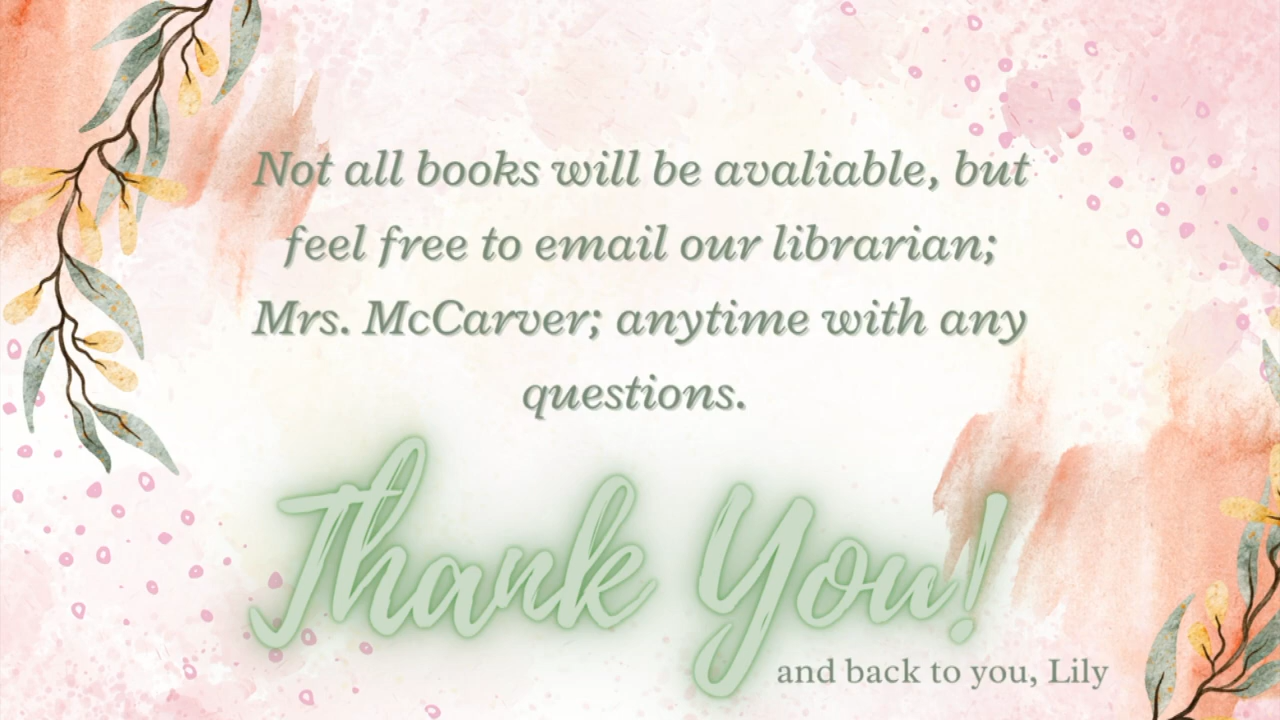 Not all books will be avaliable, but
feel free to email our librarian;
Mrs. McCarver; anytime with any
questions.
Thank You!
and back to you, Lily